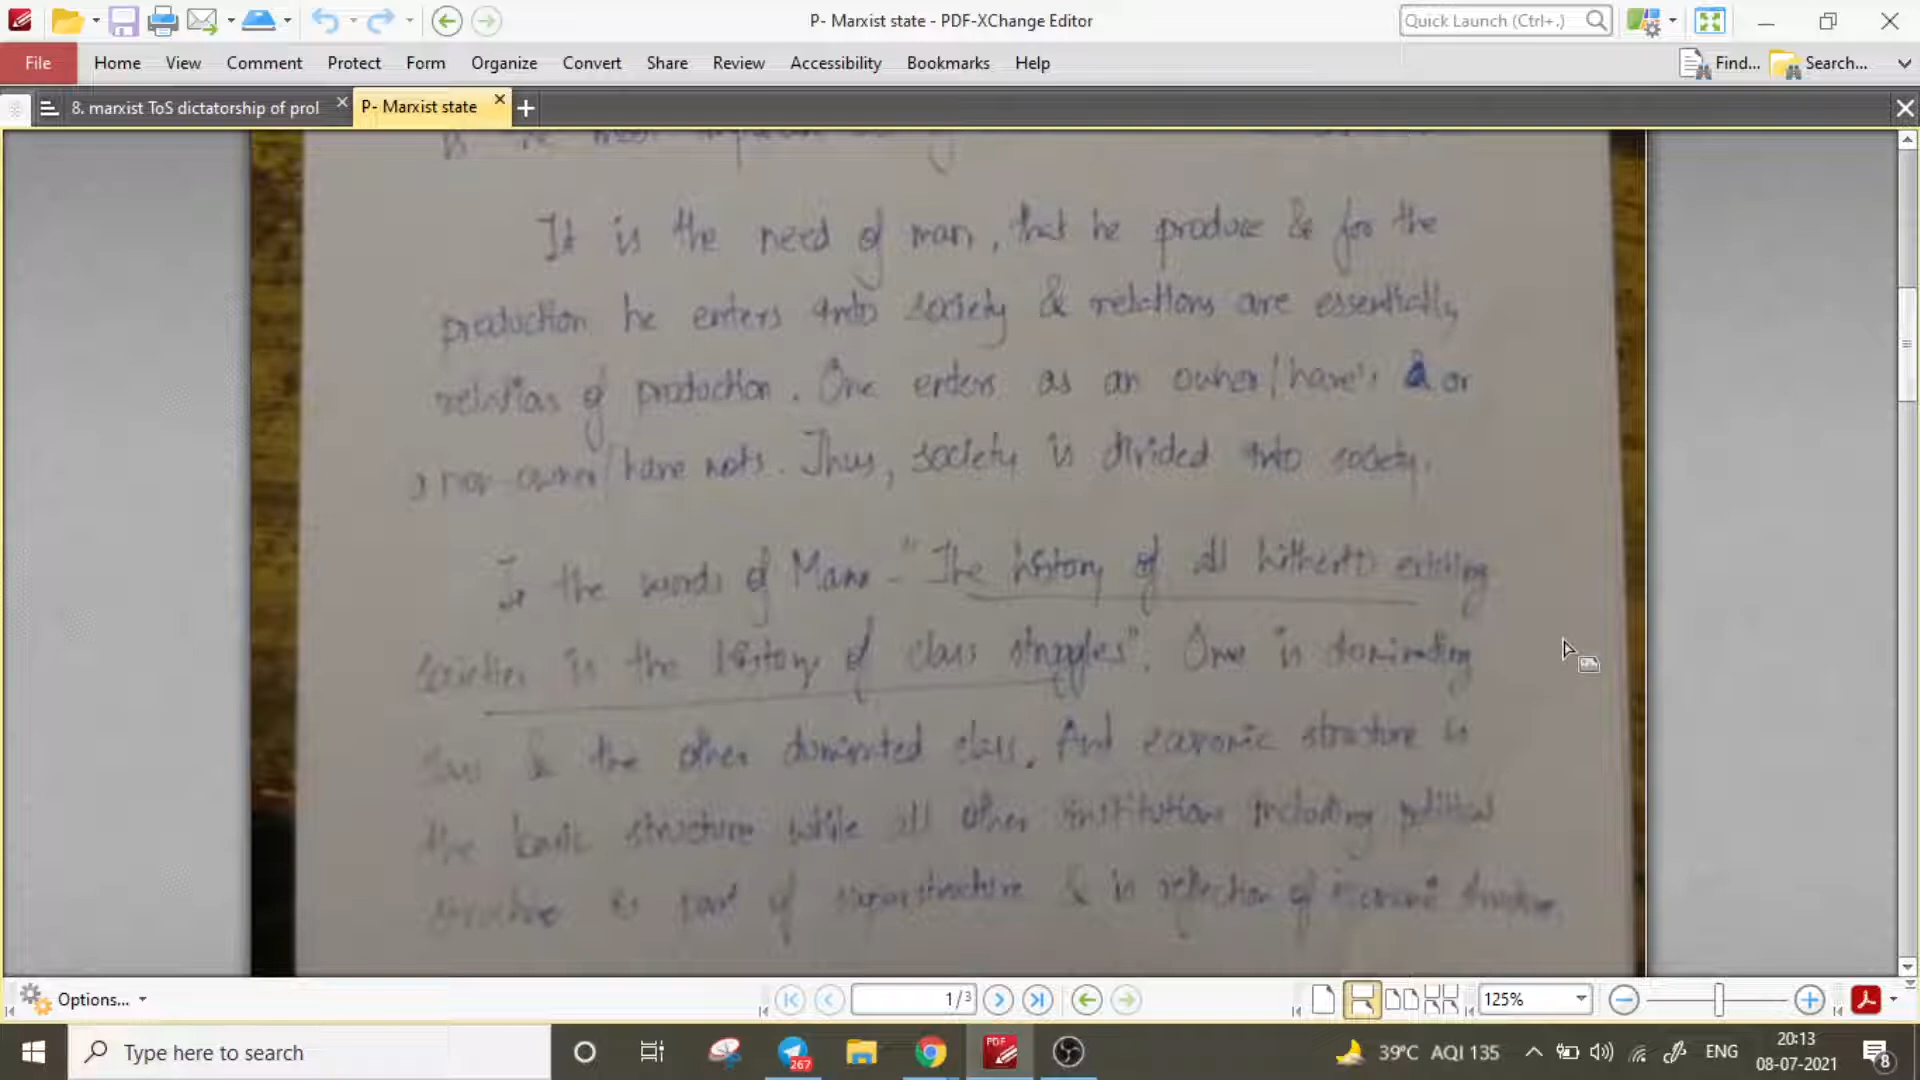 P- Marxist state - PDF-XChange Editor
Quick Launch (Ctrl+.)
File Home View Comment Protect Form Organize Convert Share Review Accessibility Bookmarks Help
Find... Search...
8. marxist ToS dictatorship of prol
P- Marxist state
It is the need of man, that he produce & for the
production he enters into society & relations are essentially
relations of production. One enters as an owner/have's or
a non-owner/have nots. Thus, society is divided into society.
In the words of Marx - "The history of all hitherto existing
societies is the history of class struggles". One is dominating
class & the other dominated class. And economic structure is
the basic structure while all other institutions including political
structure is part of superstructure & is reflection of economic structure.
Options...
1/3
125%
Type here to search
267
PDF
39°C AQI 135
ENG
20:13
08-07-2021
8